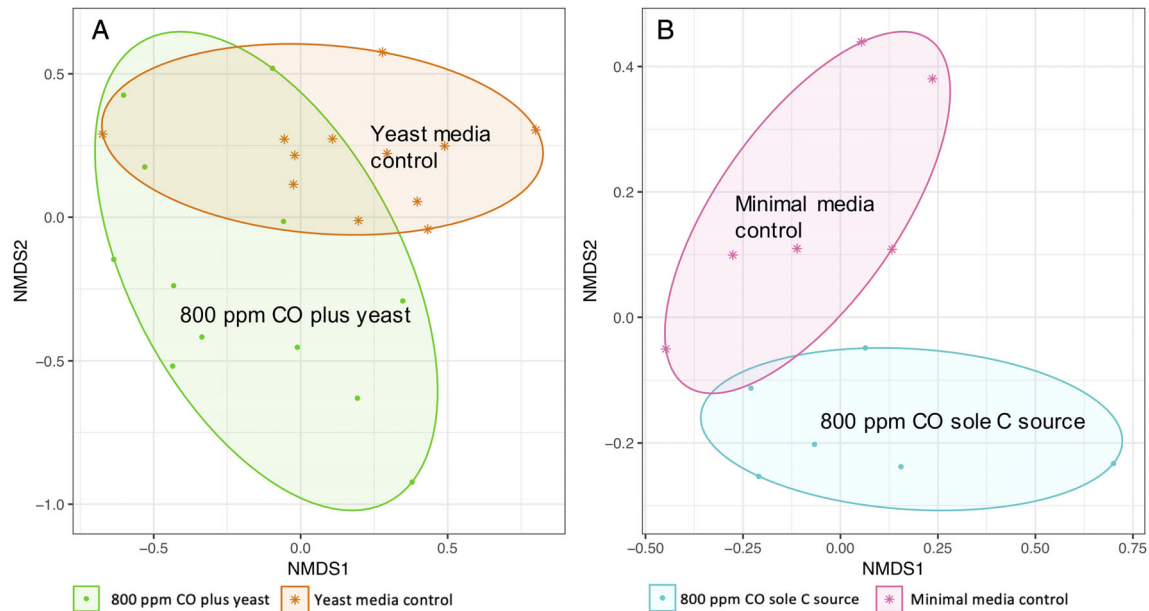 A
Yeast media
control
800 ppm CO plus yeast
0.5
0.0
−0.5
−1.0
NMDS2
−0.5
0.0
0.5
NMDS1
800 ppm CO plus yeast
Yeast media control
B
Minimal media
control
800 ppm CO sole C source
0.4
0.2
0.0
−0.2
NMDS2
−0.50
−0.25
0.00
0.25
0.50
0.75
NMDS1
800 ppm CO sole C source
Minimal media control